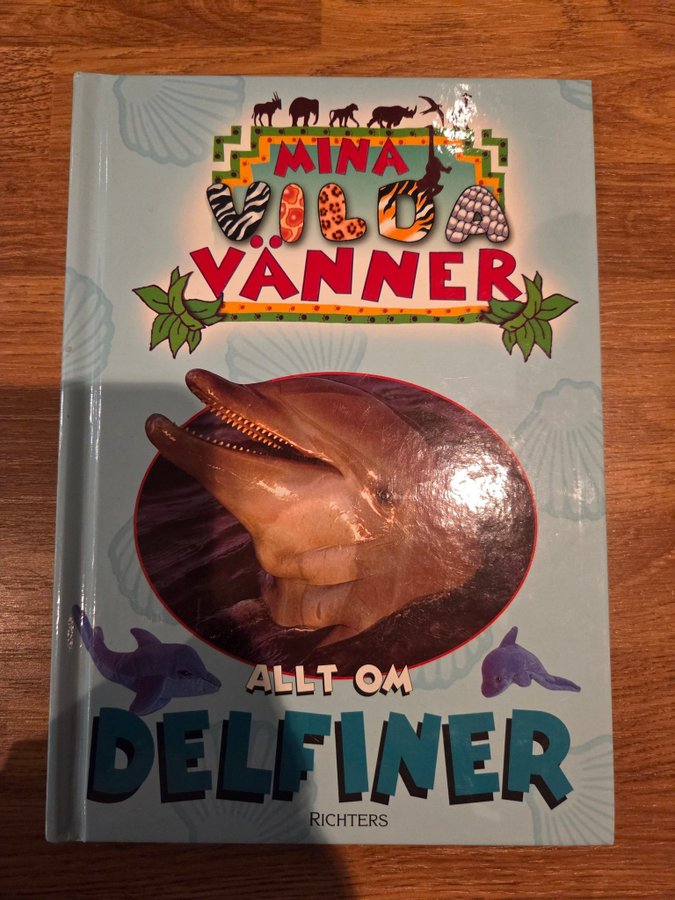 MINA
VILDA
VÄNNER
ALLT OM
DELFINER
RICHTERS